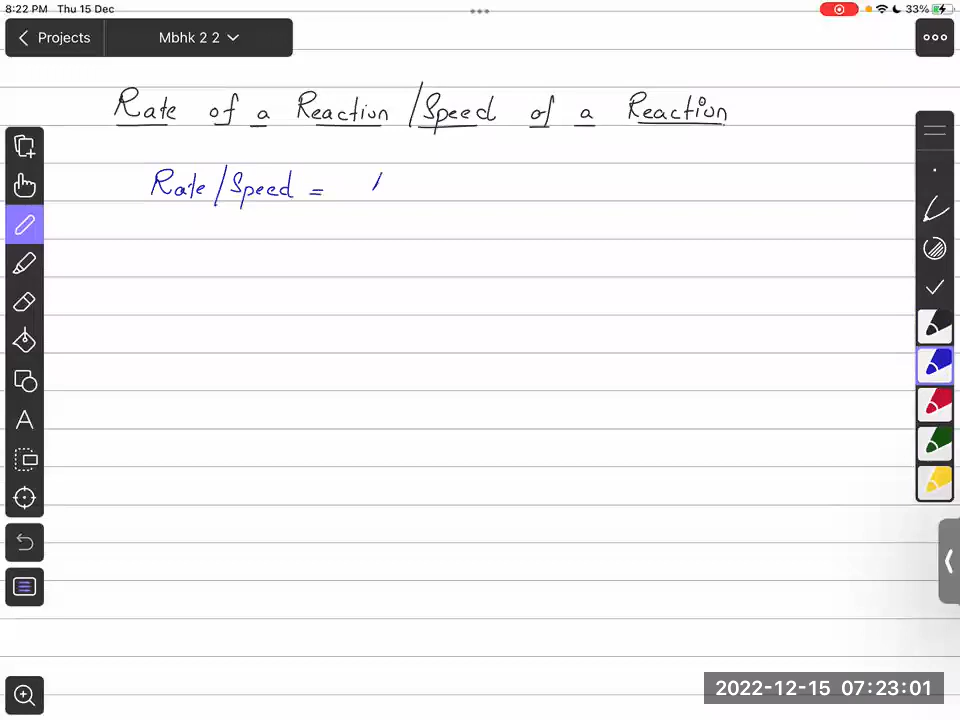 8:22 PM Thu 15 Dec
33%
Projects
Mbhk 2 2
Rate of a Reaction / Speed of a Reaction
Rate / Speed =
A
2022-12-15 07:23:01